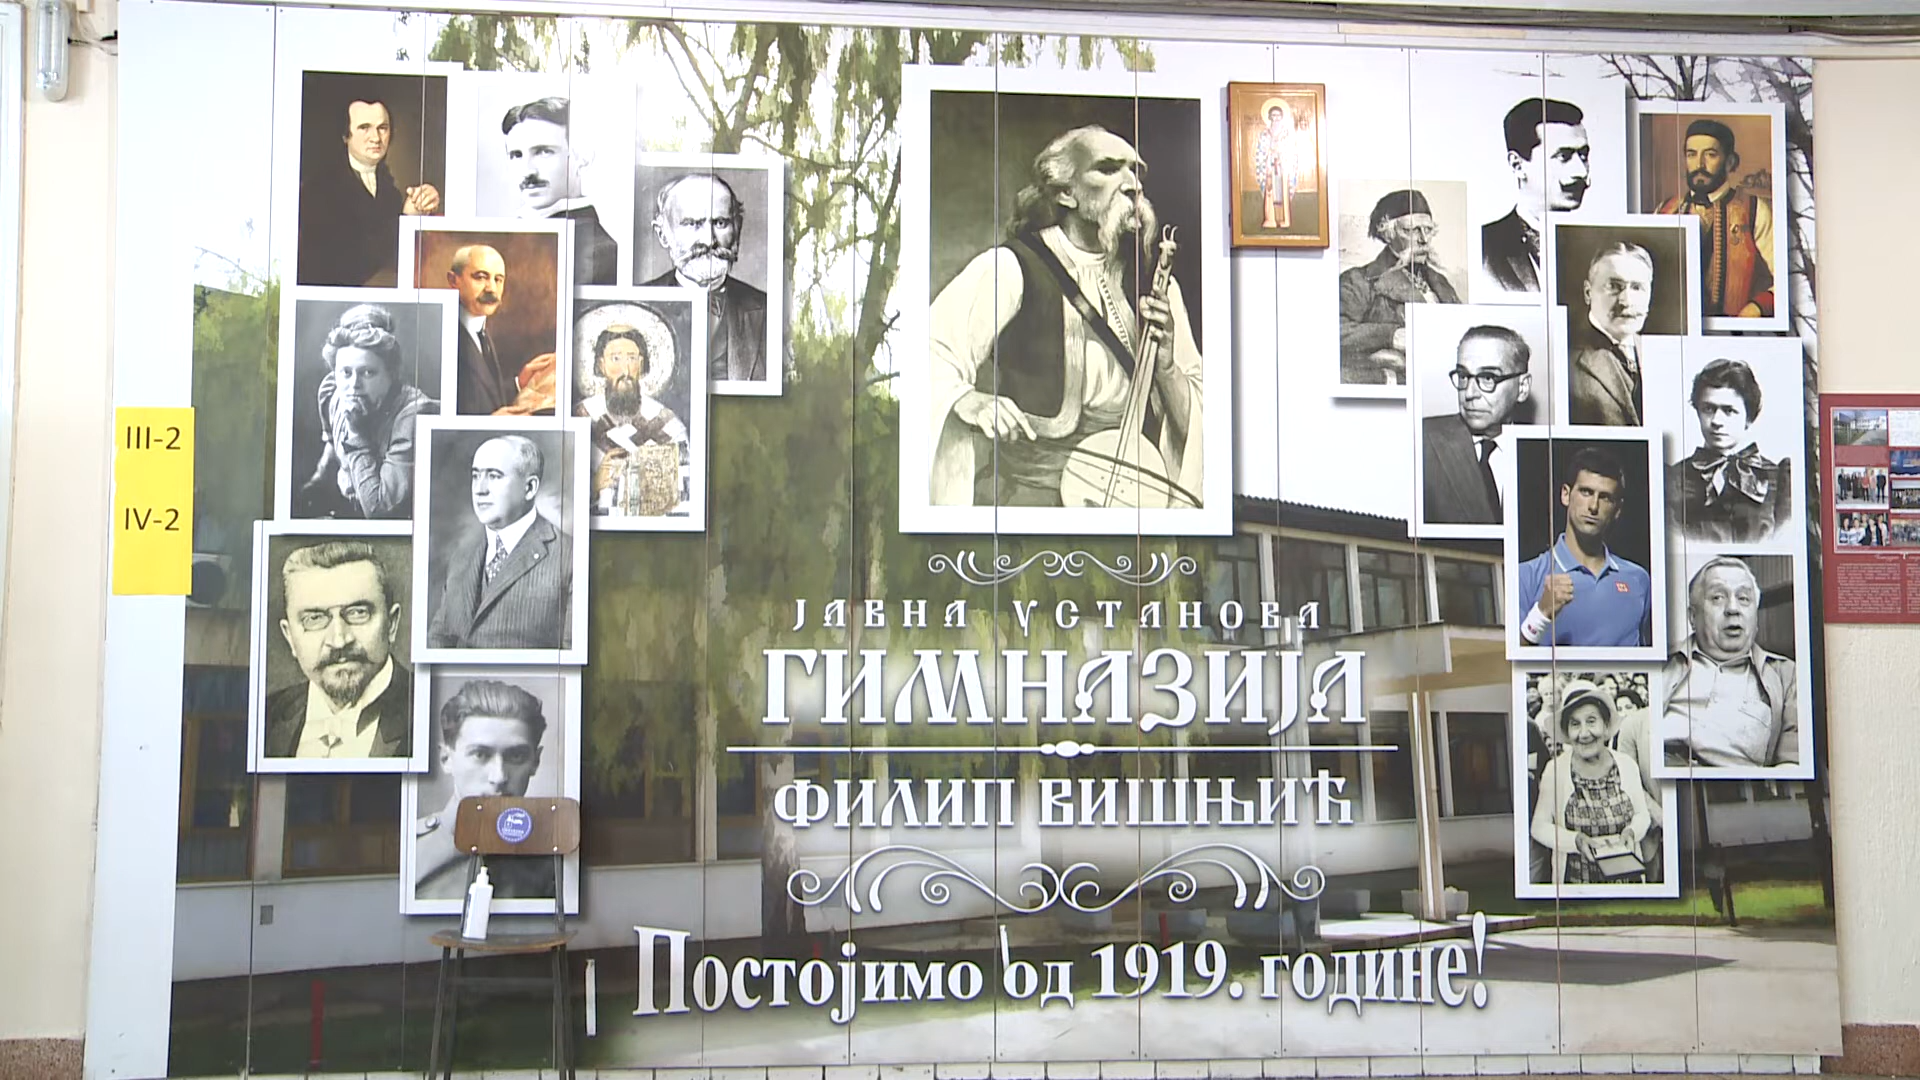 III-2
IV-2
ЈАВНА УСТАНОВА
ГИМНАЗИЈА
ФИЛИП ВИШЊИЋ
Постојимо од 1919. године!